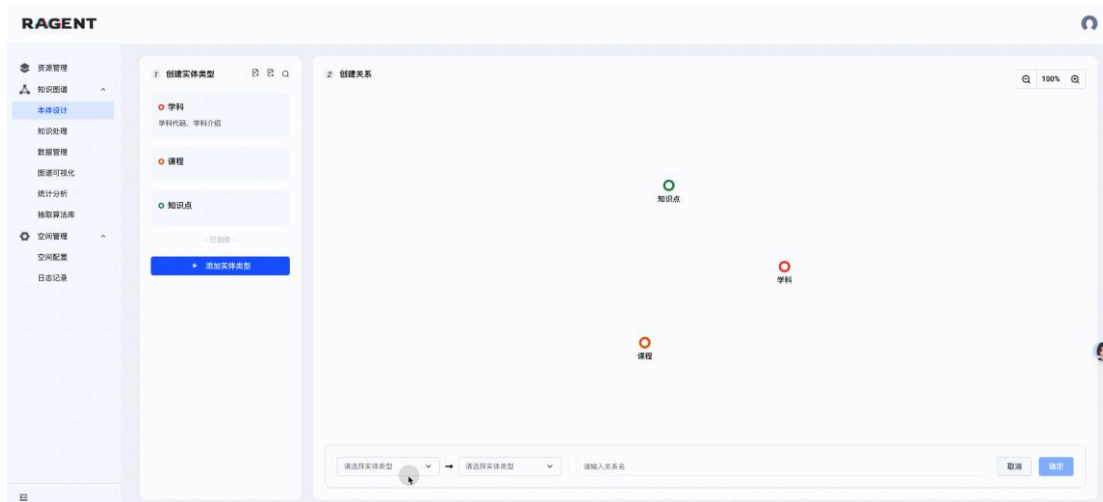 RAGENT
资源管理
知识图谱
本体设计
知识处理
数据管理
图谱可视化
统计分析
抽取算法库
空间管理
空间配置
日志记录
1 创建实体类型
学科
学科代码、学科介绍
课程
知识点
- 已到底 -
+ 添加实体类型
2 创建关系
100%
知识点
学科
课程
请选择实体类型
请选择实体类型
请输入关系名
取消
确定